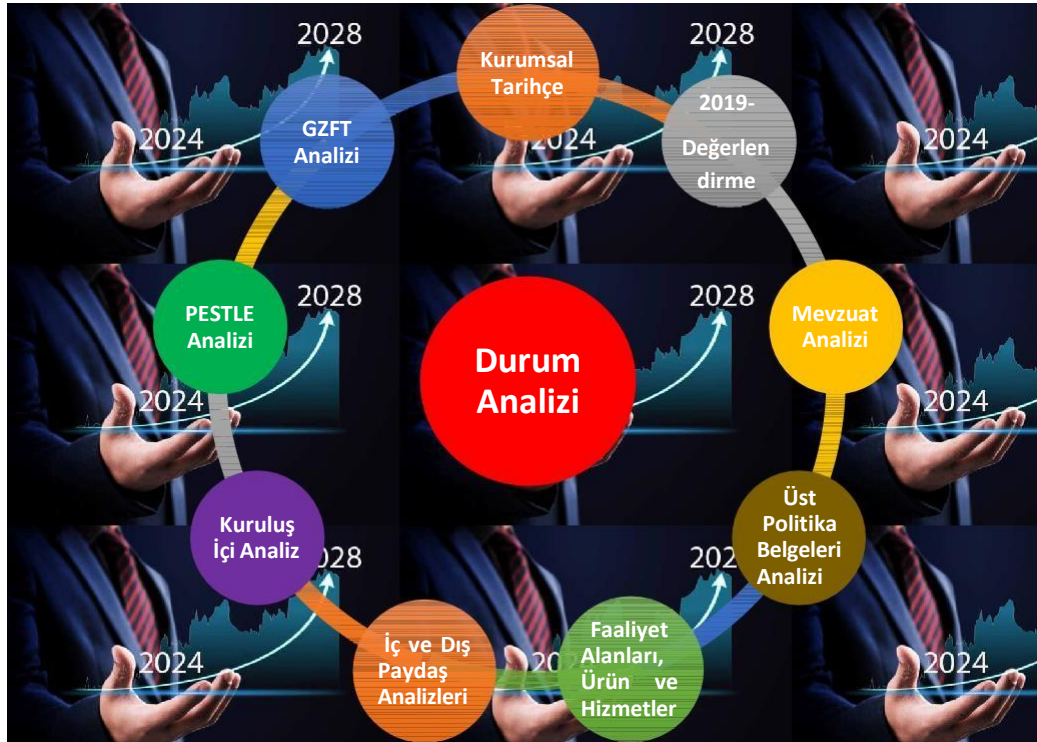 Durum
Analizi
Kurumsal
Tarihçe
2019-
Değerlen
dirme
Mevzuat
Analizi
Üst
Politika
Belgeleri
Analizi
Faaliyet
Alanları,
Ürün ve
Hizmetler
İç ve Dış
Paydaş
Analizleri
Kuruluş
İçi Analiz
PESTLE
Analizi
GZFT
Analizi
2028
2028
2024
2024
2028
2028
2024
2024
2028
2024
2024